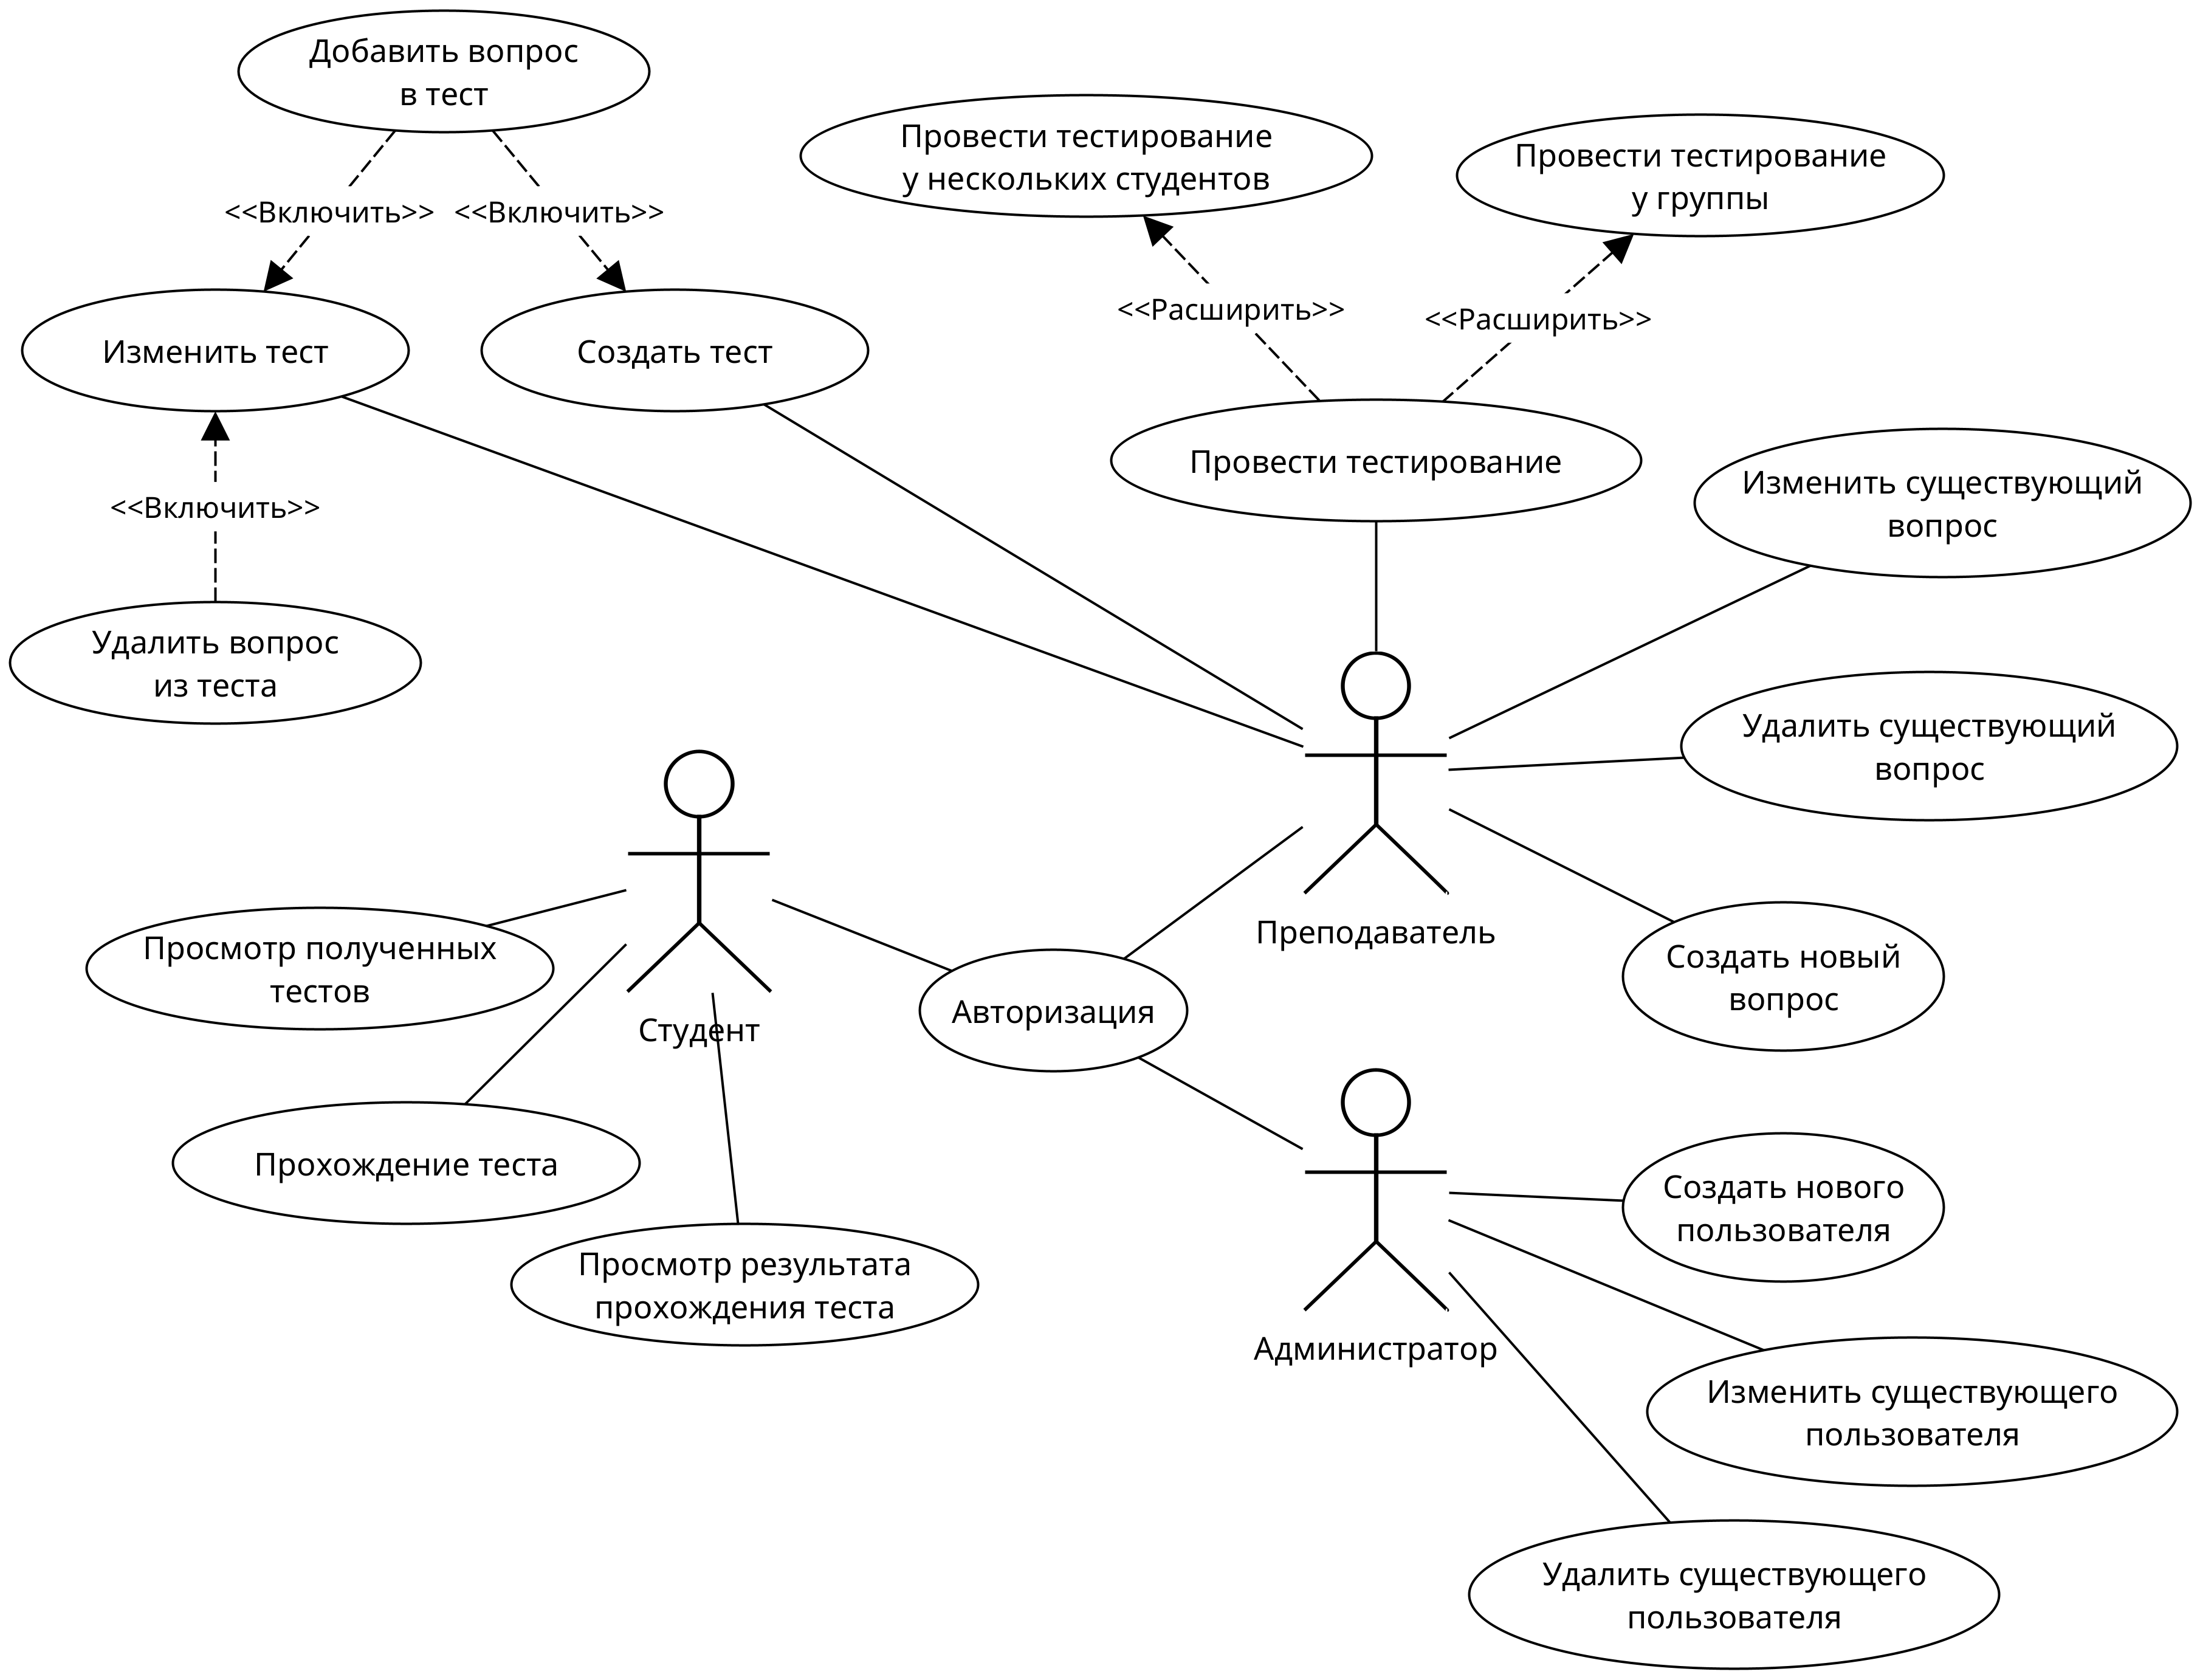 Добавить вопрос
в тест
Провести тестирование
у нескольких студентов
Провести тестирование
у группы
<<Включить>>
<<Включить>>
<<Расширить>>
<<Расширить>>
Изменить тест
Создать тест
Провести тестирование
Изменить существующий
вопрос
<<Включить>>
Удалить вопрос
из теста
Удалить существующий
вопрос
Преподаватель
Просмотр полученных
тестов
Создать новый
вопрос
Студент
Авторизация
Прохождение теста
Создать нового
пользователя
Просмотр результата
прохождения теста
Администратор
Изменить существующего
пользователя
Удалить существующего
пользователя